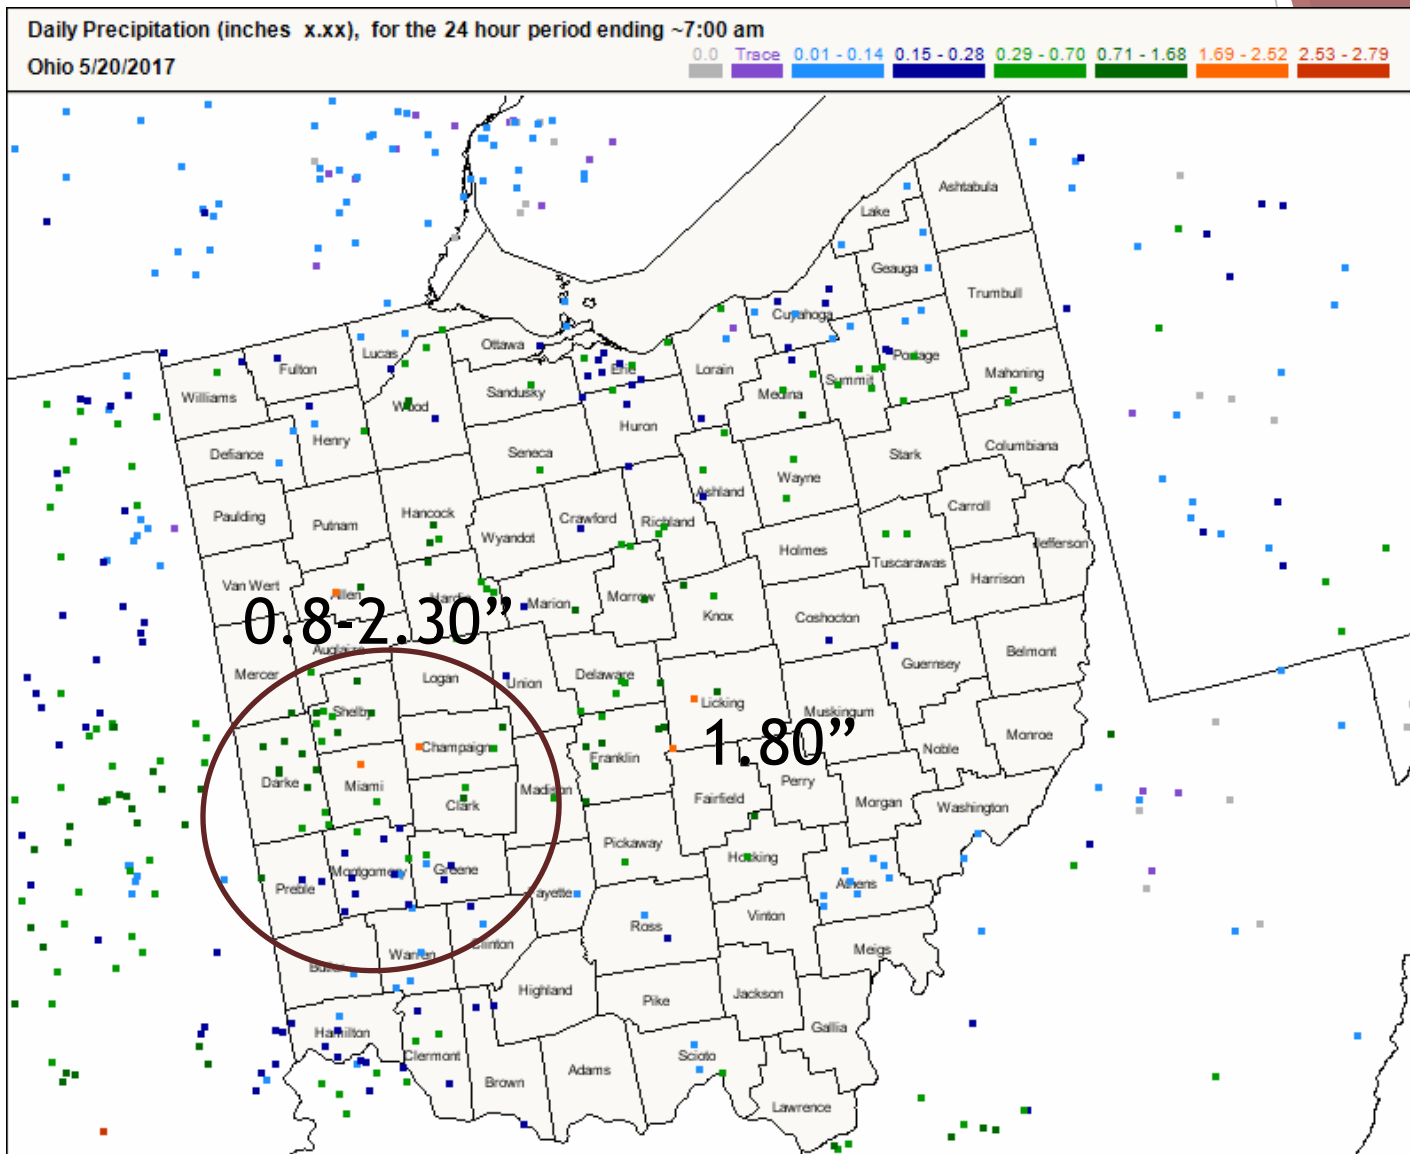 Daily Precipitation (inches x.xx), for the 24 hour period ending ~7:00 am
Ohio 5/20/2017
0.0 Trace 0.01 - 0.14 0.15 - 0.28 0.29 - 0.70 0.71 - 1.68 1.69 - 2.52 2.53 - 2.79
Ashtabula
Lake
Geauga
Trumbull
Cuyahoga
Lucas
Ottawa
Fulton
Erie
Lorain
Portage
Williams
Sandusky
Medina
Summit
Mahoning
Wood
Henry
Huron
Defiance
Seneca
Stark
Columbiana
Wayne
Ashland
Paulding
Putnam
Hancock
Crawford
Richland
Carroll
Wyandot
Holmes
Jefferson
Tuscarawas
Van Wert
Allen
Hardin
Marion
Morrow
Harrison
0.8-2.30”
Knox
Coshocton
Auglaize
Mercer
Logan
Union
Delaware
Guernsey
Belmont
Shelby
Licking
Muskingum
Champaign
1.80”
Franklin
Noble
Monroe
Darke
Miami
Clark
Madison
Fairfield
Perry
Morgan
Washington
Pickaway
Hocking
Preble
Montgomery
Greene
Fayette
Athens
Ross
Vinton
Butler
Warren
Clinton
Meigs
Highland
Pike
Jackson
Hamilton
Gallia
Clermont
Brown
Adams
Scioto
Lawrence